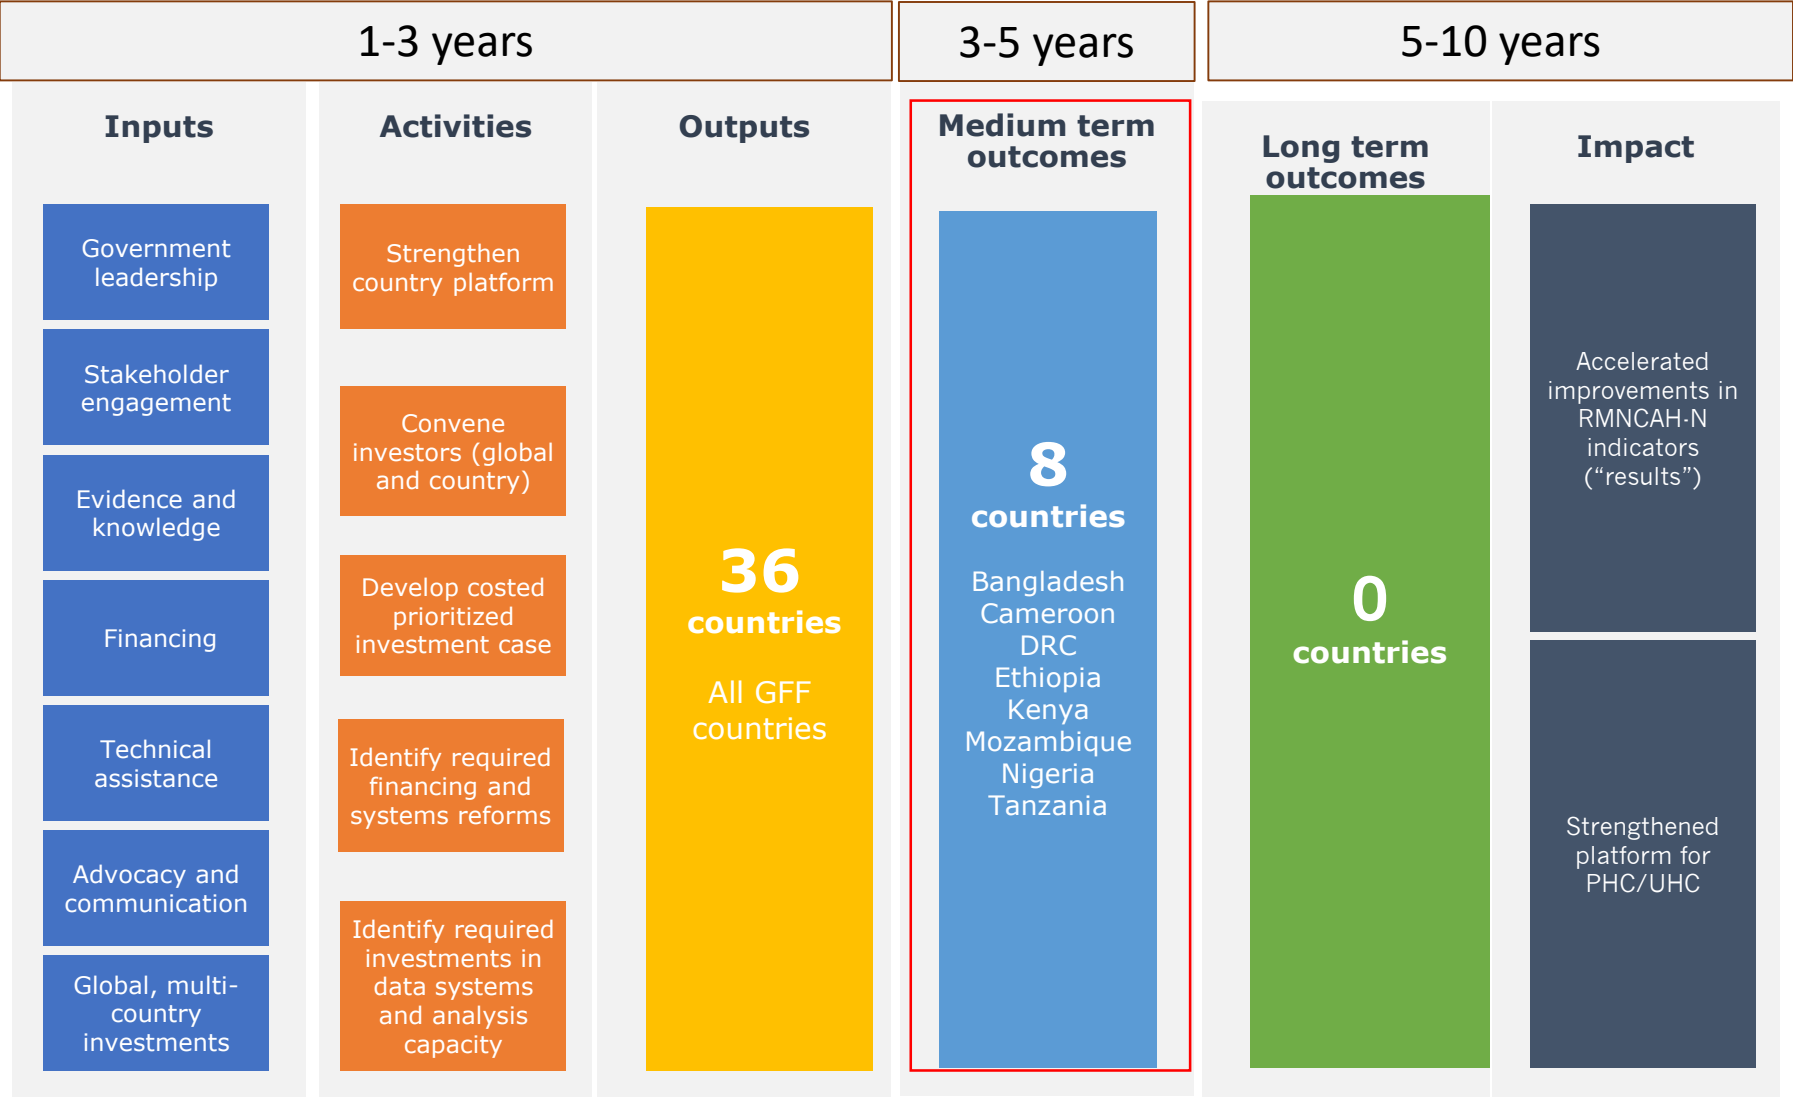 1-3 years
3-5 years
5-10 years
Inputs
Government
leadership
Stakeholder
engagement
Evidence and
knowledge
Financing
Technical
assistance
Advocacy and
communication
Global, multi-
country
investments
Activities
Strengthen
country platform
Convene
investors (global
and country)
Develop costed
prioritized
investment case
Identify required
financing and
systems reforms
Identify required
investments in
data systems
and analysis
capacity
Outputs
36
countries
All GFF
countries
Medium term
outcomes
8
countries
Bangladesh
Cameroon
DRC
Ethiopia
Kenya
Mozambique
Nigeria
Tanzania
Long term
outcomes
0
countries
Impact
Accelerated
improvements in
RMNCAH-N
indicators
(“results”)
Strengthened
platform for
PHC/UHC